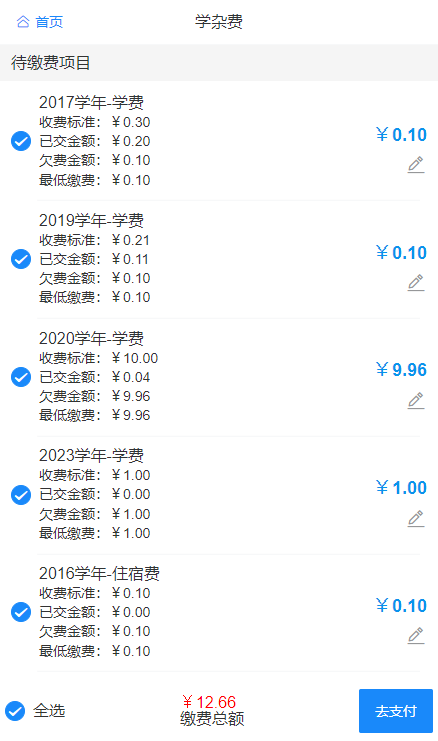 首页
学杂费
待缴费项目
2017学年-学费
收费标准：￥0.30
已交金额：￥0.20
欠费金额：￥0.10
最低缴费：￥0.10
￥0.10
2019学年-学费
收费标准：￥0.21
已交金额：￥0.11
欠费金额：￥0.10
最低缴费：￥0.10
￥0.10
2020学年-学费
收费标准：￥10.00
已交金额：￥0.04
欠费金额：￥9.96
最低缴费：￥9.96
￥9.96
2023学年-学费
收费标准：￥1.00
已交金额：￥0.00
欠费金额：￥1.00
最低缴费：￥1.00
￥1.00
2016学年-住宿费
收费标准：￥0.10
已交金额：￥0.00
欠费金额：￥0.10
最低缴费：￥0.10
￥0.10
全选
￥12.66
缴费总额
去支付